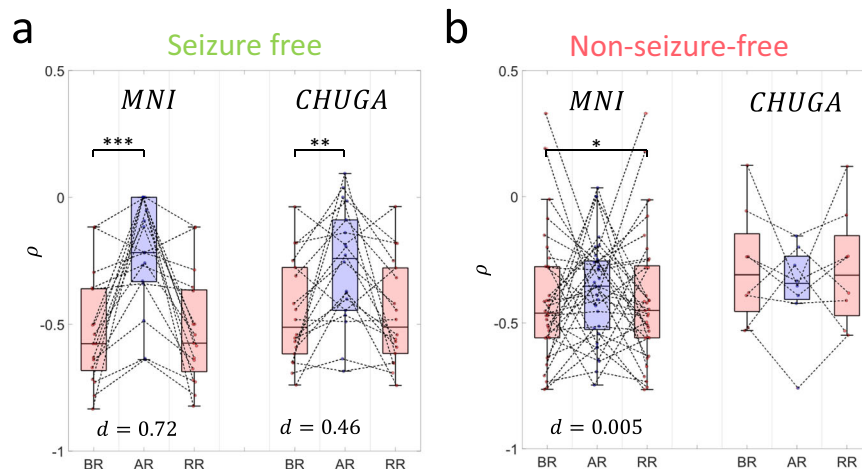 a
Seizure free
0.5
0
-0.5
-1
ρ
MNI
CHUGA
***
**
d = 0.72
d = 0.46
BR AR RR BR AR RR
b
Non-seizure-free
0.5
0
-0.5
-1
ρ
MNI
CHUGA
*
d = 0.005
BR AR RR BR AR RR